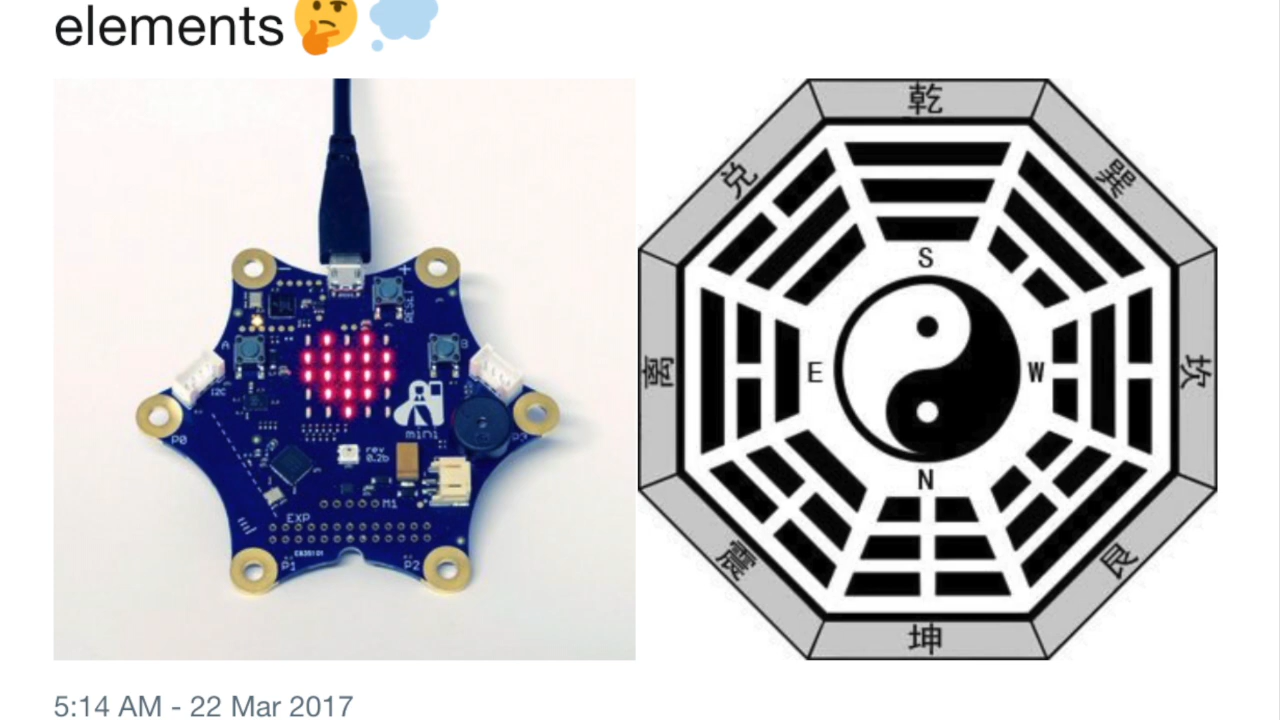 elements🤔💭
RESET
A
B
I2C
P0
mini
P3
rev
0.2b
M1
EXP
P1
P2
乾
兑
巽
S
离
E
W
坎
N
震
艮
坤
5:14 AM - 22 Mar 2017